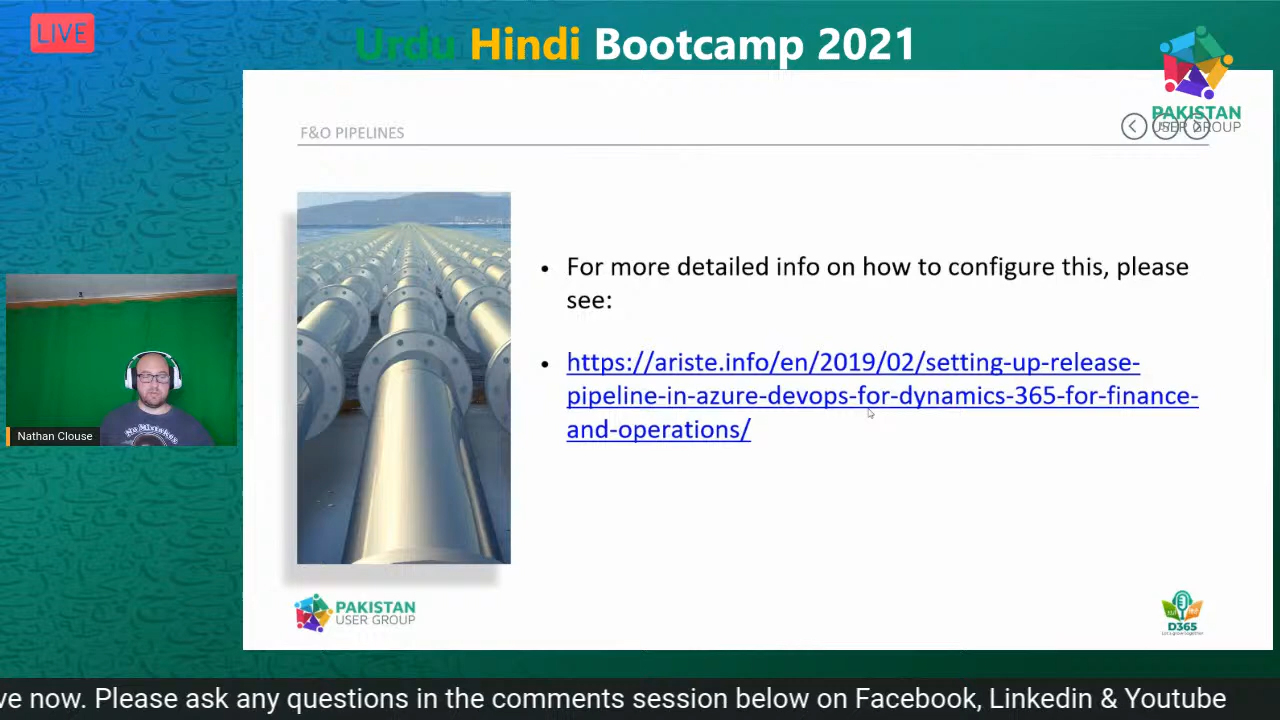 LIVE
Urdu Hindi Bootcamp 2021
PAKISTAN
USER GROUP
F&O PIPELINES
• For more detailed info on how to configure this, please
see:
• https://ariste.info/en/2019/02/setting-up-release-
pipeline-in-azure-devops-for-dynamics-365-for-finance-
and-operations/
No Mistakes
Nathan Clouse
PAKISTAN
USER GROUP
D365
ve now. Please ask any questions in the comments session below on Facebook, Linkedin & Youtube